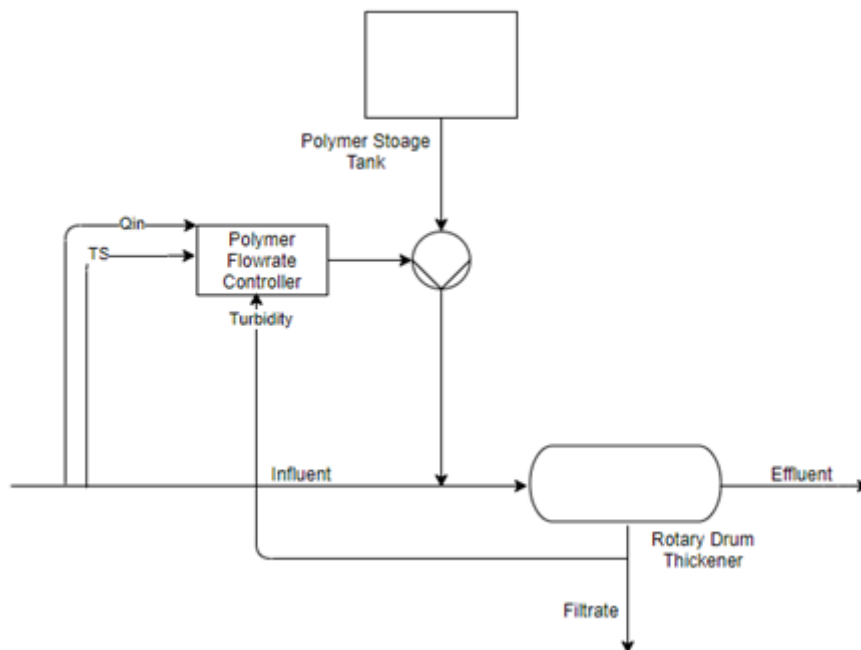 Polymer Stoage
Tank
Qin
TS
Polymer
Flowrate
Controller
Turbidity
Influent
Effluent
Rotary Drum
Thickener
Filtrate